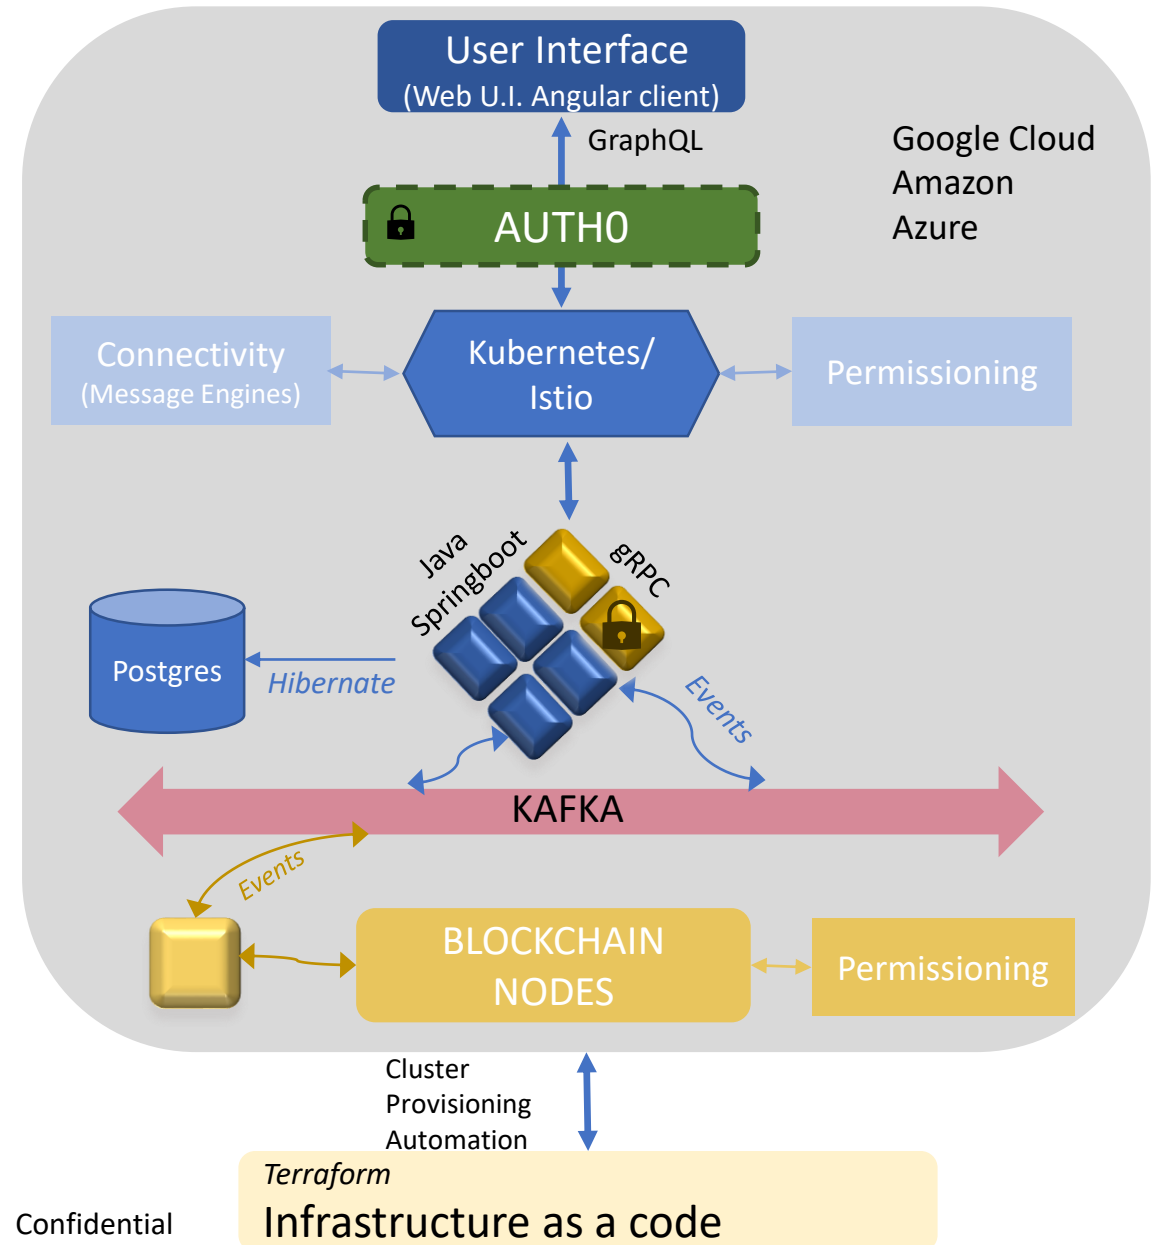 User Interface
(Web U.I. Angular client)
GraphQL
Google Cloud
Amazon
Azure
AUTH0
Connectivity
(Message Engines)
Kubernetes/
Istio
Permissioning
Java
Springboot
gRPC
Postgres
Hibernate
Events
KAFKA
Events
BLOCKCHAIN
NODES
Permissioning
Cluster
Provisioning
Automation
Terraform
Infrastructure as a code
Confidential